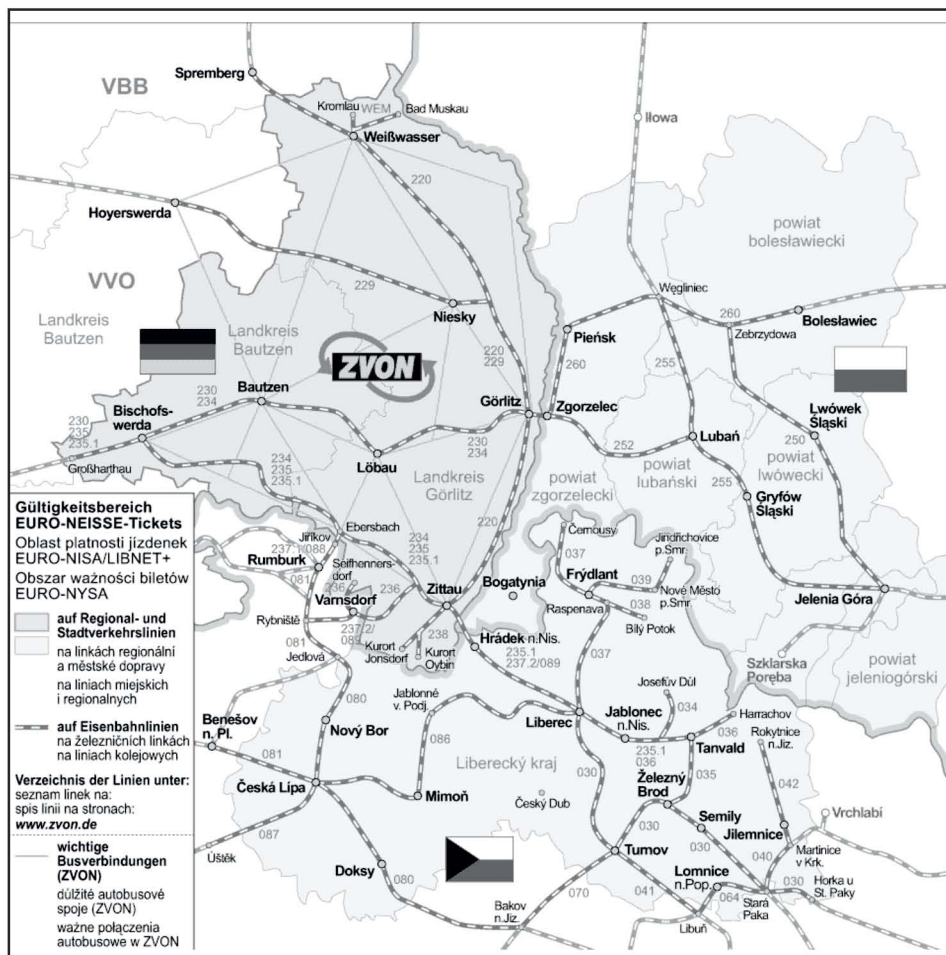 VBB
Spremberg
Kromlau
WEM
Bad Muskau
Weißwasser
Iłowa
220
Hoyerswerda
powiat
bolesławiecki
VVO
229
Niesky
Węgliniec
Landkreis
Bautzen
Landkreis
Bautzen
ZVON
220
229
Pieńsk
260
255
260
Zebrzydowa
Bolesławiec
Bautzen
230
234
Bischofs-
werda
230
235
235.1
Großharthau
Görlitz
Zgorzelec
Lwówek
Śląski
Lubań
250
252
230
234
Löbau
234
235
235.1
Landkreis
Görlitz
powiat
zgorzelecki
powiat
lubański
powiat
lwówecki
255
Gryfów
Śląski
220
Gültigkeitsbereich
EURO-NEISSE-Tickets
Oblast platnosti jízdenek
EURO-NISA/LIBNET+
Obszar ważności biletów
EURO-NYSA
auf Regional- und
Stadtverkehrslinien
na linkách regionální
a městské dopravy
na liniach miejskich
i regionalnych
auf Eisenbahnlinien
na železničních linkách
na liniach kolejowych
Verzeichnis der Linien unter:
seznam linek na:
spis linii na stronach:
www.zvon.de
wichtige
Busverbindungen
(ZVON)
důlžité autobusové
spoje (ZVON)
ważne połączenia
autobusowe w ZVON
Ebersbach
Jiříkov
237.1/088
Rumburk
Seifhenners-
dorf
234
235
235.1
081
236
236
Varnsdorf
Zittau
Bogatynia
Rybniště
237.2/
089
238
Kurort
Jonsdorf
Kurort
Oybin
Hrádek n.Nis.
235.1
237.2/089
Černousy
037
Frýdlant
Jindřichovice
p.Smr.
039
Nové Město
p.Smr.
Raspenava
038
Bílý Potok
037
Jelenia Góra
Szklarska
Poręba
powiat
jeleniogórski
081
Jedlová
080
Jablonné
v. Podj.
Benešov
n. Pl.
Nový Bor
086
Liberec
Josefův Důl
Jablonec
n.Nis.
034
Harrachov
036
Rokytnice
n.Jiz.
Tanvald
235.1
036
081
Liberecký kraj
030
035
042
Česká Lípa
Mimoň
Český Dub
Železný
Brod
Semily
Jilemnice
Vrchlabí
087
Úštěk
030
030
Turnov
Martinice
v Krk.
Doksy
080
040
Lomnice
n.Pop.
030
Horka u
St. Paky
070
041
064
Stará
Paka
Bakov
n.Jiz.
Libuň